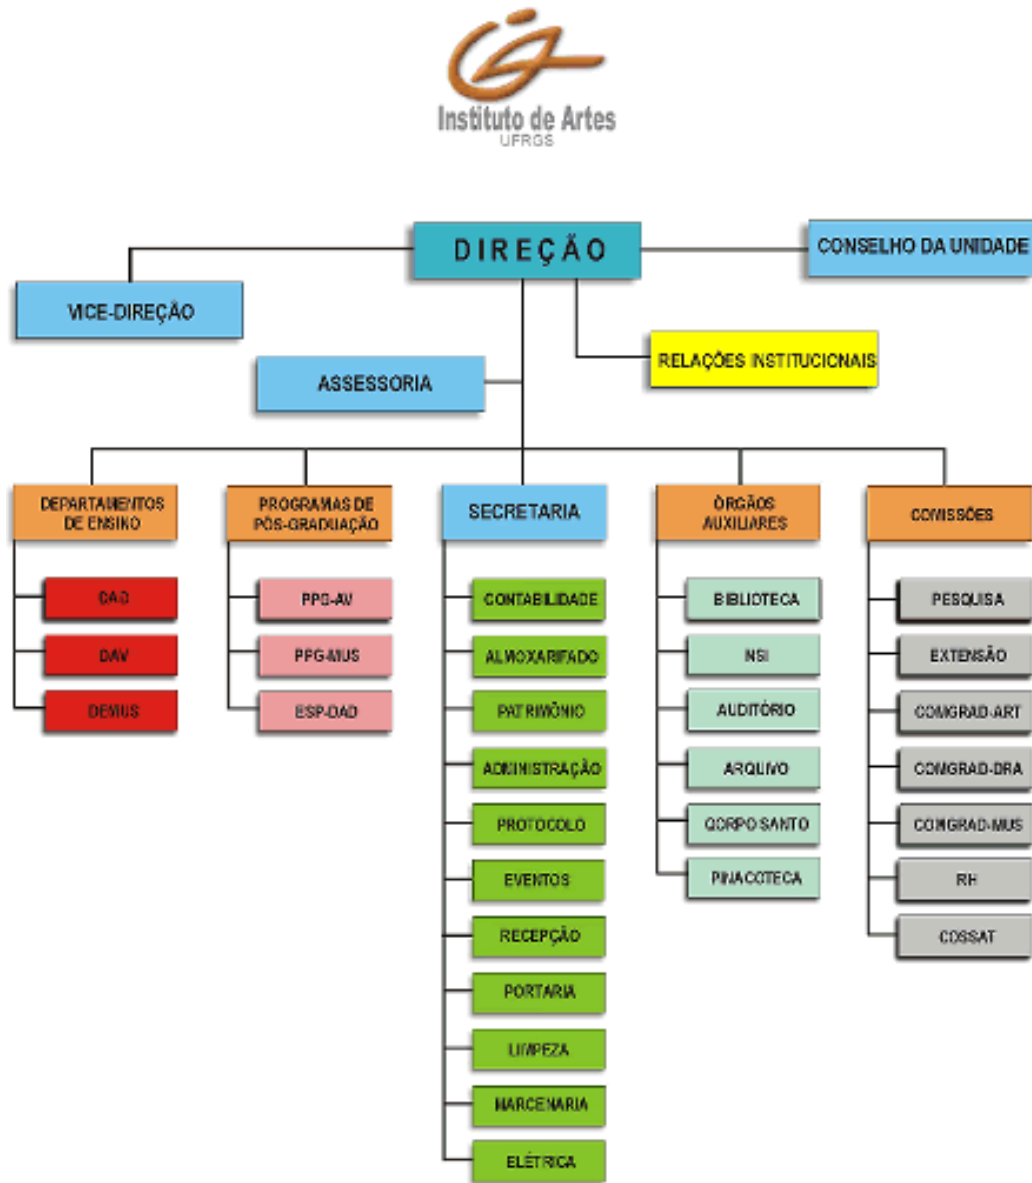 Instituto de Artes
UFRGS
DIREÇÃO
CONSELHO DA UNIDADE
VICE-DIREÇÃO
RELAÇÕES INSTITUCIONAIS
ASSESSORIA
DEPARTAMENTOS
DE ENSINO
PROGRAMAS DE
PÓS-GRADUAÇÃO
SECRETARIA
ÓRGÃOS
AUXILIARES
COMISSÕES
DAD
DAV
DEMUS
PPG-AV
PPG-MUS
ESP-DAD
CONTABILIDADE
ALMOXARIFADO
PATRIMÔNIO
ADMINISTRAÇÃO
PROTOCOLO
EVENTOS
RECEPÇÃO
PORTARIA
LIMPEZA
MARCENARIA
ELÉTRICA
BIBLIOTECA
NSI
AUDITÓRIO
ARQUIVO
QORPO SANTO
PINACOTECA
PESQUISA
EXTENSÃO
COMGRAD-ART
COMGRAD-DRA
COMGRAD-MUS
RH
COSSAT